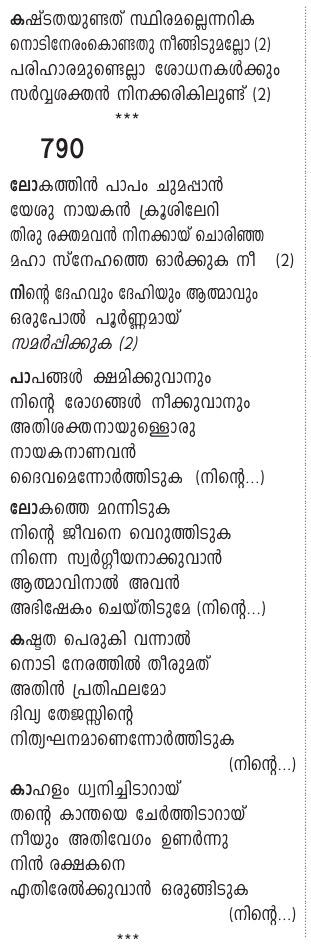 കഷ്ടതയുണ്ടത് സ്ഥിരമല്ലെന്നറിക
നൊടിനേരംകൊണ്ടതു നീങ്ങിടുമല്ലോ (2)
പരിഹാരമുണ്ടെല്ലാ ശോധനകൾക്കും
സർവ്വശക്തൻ നിനക്കരികിലുണ്ട് (2)
***
790
ലോകത്തിൻ പാപം ചുമപ്പാൻ
യേശു നായകൻ ക്രൂശിലേറി
തിരു രക്തമവൻ നിനക്കായ് ചൊരിഞ്ഞ
മഹാ സ്നേഹത്തെ ഓർക്കുക നീ (2)
നിന്റെ ദേഹവും ദേഹിയും ആത്മാവും
ഒരുപോൽ പൂർണ്ണമായ്
സമർപ്പിക്കുക (2)
പാപങ്ങൾ ക്ഷമിക്കുവാനും
നിന്റെ രോഗങ്ങൾ നീക്കുവാനും
അതിശക്തനായുള്ളൊരു
നായകനാണവൻ
ദൈവമെന്നോർത്തിടുക (നിന്റെ...)
ലോകത്തെ മറന്നിടുക
നിന്റെ ജീവനെ വെറുത്തിടുക
നിന്നെ സ്വർഗ്ഗീയനാക്കുവാൻ
ആത്മാവിനാൽ അവൻ
അഭിഷേകം ചെയ്തിടുമേ (നിന്റെ...)
കഷ്ടത പെരുകി വന്നാൽ
നൊടി നേരത്തിൽ തീരുമത്
അതിൻ പ്രതിഫലമോ
ദിവ്യ തേജസ്സിന്റെ
നിത്യഘനമാണെന്നോർത്തിടുക
(നിന്റെ...)
കാഹളം ധ്വനിച്ചിടാറായ്
തന്റെ കാന്തയെ ചേർത്തിടാറായ്
നീയും അതിവേഗം ഉണർന്നു
നിൻ രക്ഷകനെ
എതിരേൽക്കുവാൻ ഒരുങ്ങിടുക
(നിന്റെ...)
***